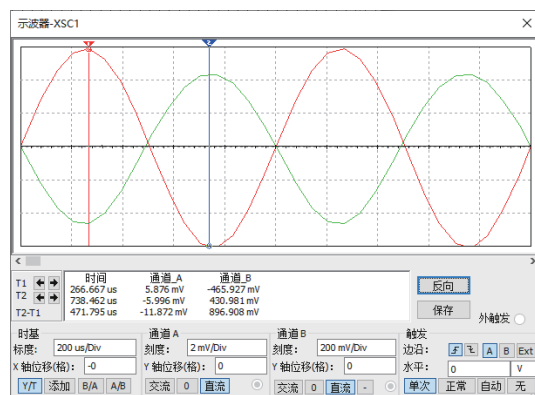 示波器-XSC1
1 2
时间 通道_A 通道_B
T1 266.667 us 5.876 mV -465.927 mV
T2 738.462 us -5.996 mV 430.981 mV
T2-T1 471.795 us -11.872 mV 896.908 mV
反向
保存
外触发
时基 通道 A 通道 B 触发
标度: 200 us/Div 刻度: 2 mV/Div 刻度: 200 mV/Div 边沿: A B Ext
X 轴位移(格): -0 Y 轴位移(格): 0 Y 轴位移(格): 0 水平: 0 V
Y/T 添加 B/A A/B 交流 0 直流 交流 0 直流 - 单次 正常 自动 无